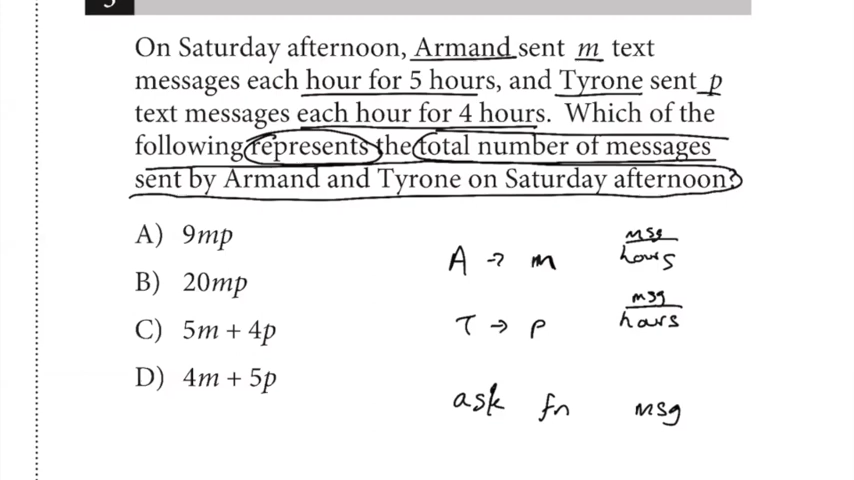 3
On Saturday afternoon, Armand sent m text
messages each hour for 5 hours, and Tyrone sent p
text messages each hour for 4 hours. Which of the
following represents the total number of messages
sent by Armand and Tyrone on Saturday afternoon?
A) 9mp
B) 20mp
C) 5m + 4p
D) 4m + 5p
A → m msg
hours
T → p msg
hours
ask fn msg